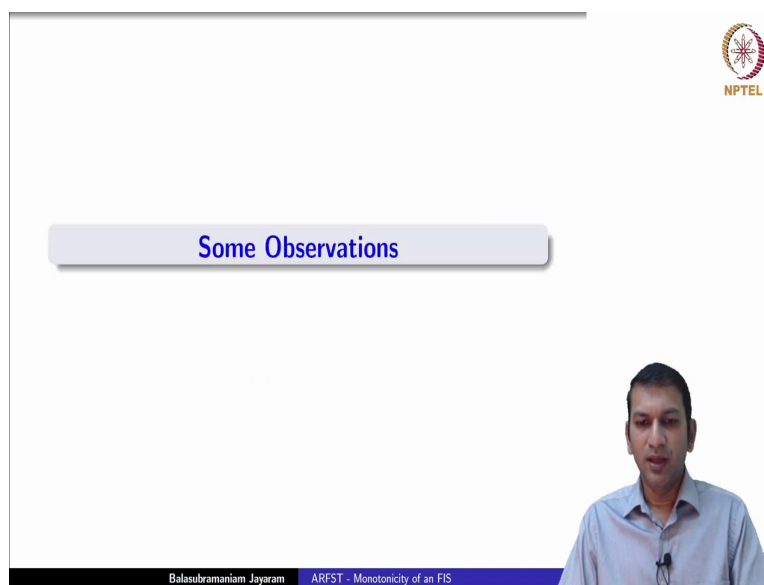 NPTEL
Some Observations
Balasubramaniam Jayaram ARFST - Monotonicity of an FIS